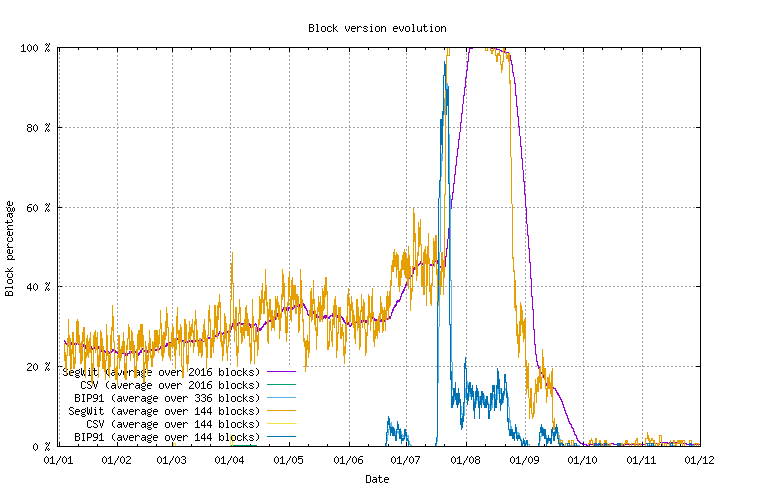 Block version evolution
100 %
80 %
60 %
40 %
20 %
0 %
Block percentage
SegWit (average over 2016 blocks)
CSV (average over 2016 blocks)
BIP91 (average over 336 blocks)
SegWit (average over 144 blocks)
CSV (average over 144 blocks)
BIP91 (average over 144 blocks)
01/01 01/02 01/03 01/04 01/05 01/06 01/07 01/08 01/09 01/10 01/11 01/12
Date